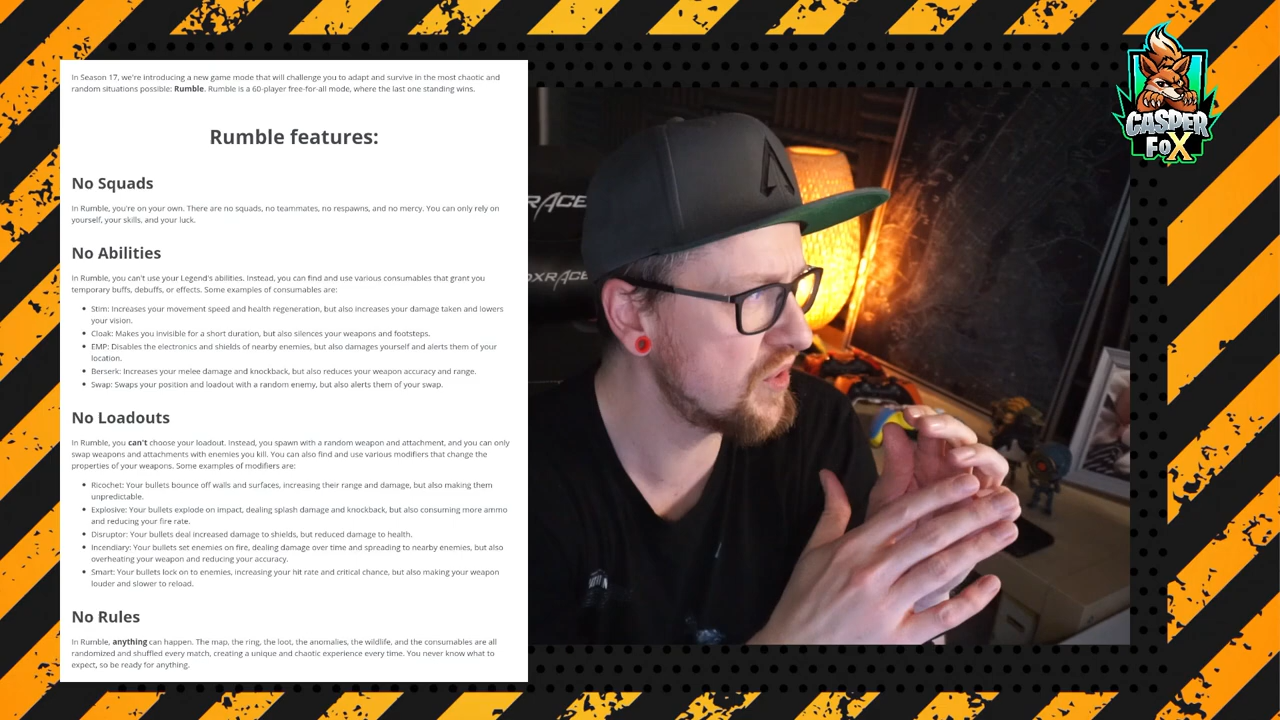 In Season 17, we're introducing a new game mode that will challenge you to adapt and survive in the most chaotic and
random situations possible: Rumble. Rumble is a 60-player free-for-all mode, where the last one standing wins.
Rumble features:
No Squads
In Rumble, you're on your own. There are no squads, no teammates, no respawns, and no mercy. You can only rely on
yourself, your skills, and your luck.
No Abilities
In Rumble, you can't use your Legend's abilities. Instead, you can find and use various consumables that grant you
temporary buffs, debuffs, or effects. Some examples of consumables are:
• Stim: Increases your movement speed and health regeneration, but also increases your damage taken and lowers
your vision.
• Cloak: Makes you invisible for a short duration, but also silences your weapons and footsteps.
• EMP: Disables the electronics and shields of nearby enemies, but also damages yourself and alerts them of your
location.
• Berserk: Increases your melee damage and knockback, but also reduces your weapon accuracy and range.
• Swap: Swaps your position and loadout with a random enemy, but also alerts them of your swap.
No Loadouts
In Rumble, you can't choose your loadout. Instead, you spawn with a random weapon and attachment, and you can only
swap weapons and attachments with enemies you kill. You can also find and use various modifiers that change the
properties of your weapons. Some examples of modifiers are:
• Ricochet: Your bullets bounce off walls and surfaces, increasing their range and damage, but also making them
unpredictable.
• Explosive: Your bullets explode on impact, dealing splash damage and knockback, but also consuming more ammo
and reducing your fire rate.
• Disruptor: Your bullets deal increased damage to shields, but reduced damage to health.
• Incendiary: Your bullets set enemies on fire, dealing damage over time and spreading to nearby enemies, but also
overheating your weapon and reducing your accuracy.
• Smart: Your bullets lock on to enemies, increasing your hit rate and critical chance, but also making your weapon
louder and slower to reload.
No Rules
In Rumble, anything can happen. The map, the ring, the loot, the anomalies, the wildlife, and the consumables are all
randomized and shuffled every match, creating a unique and chaotic experience every time. You never know what to
expect, so be ready for anything.
CASPER
FoX